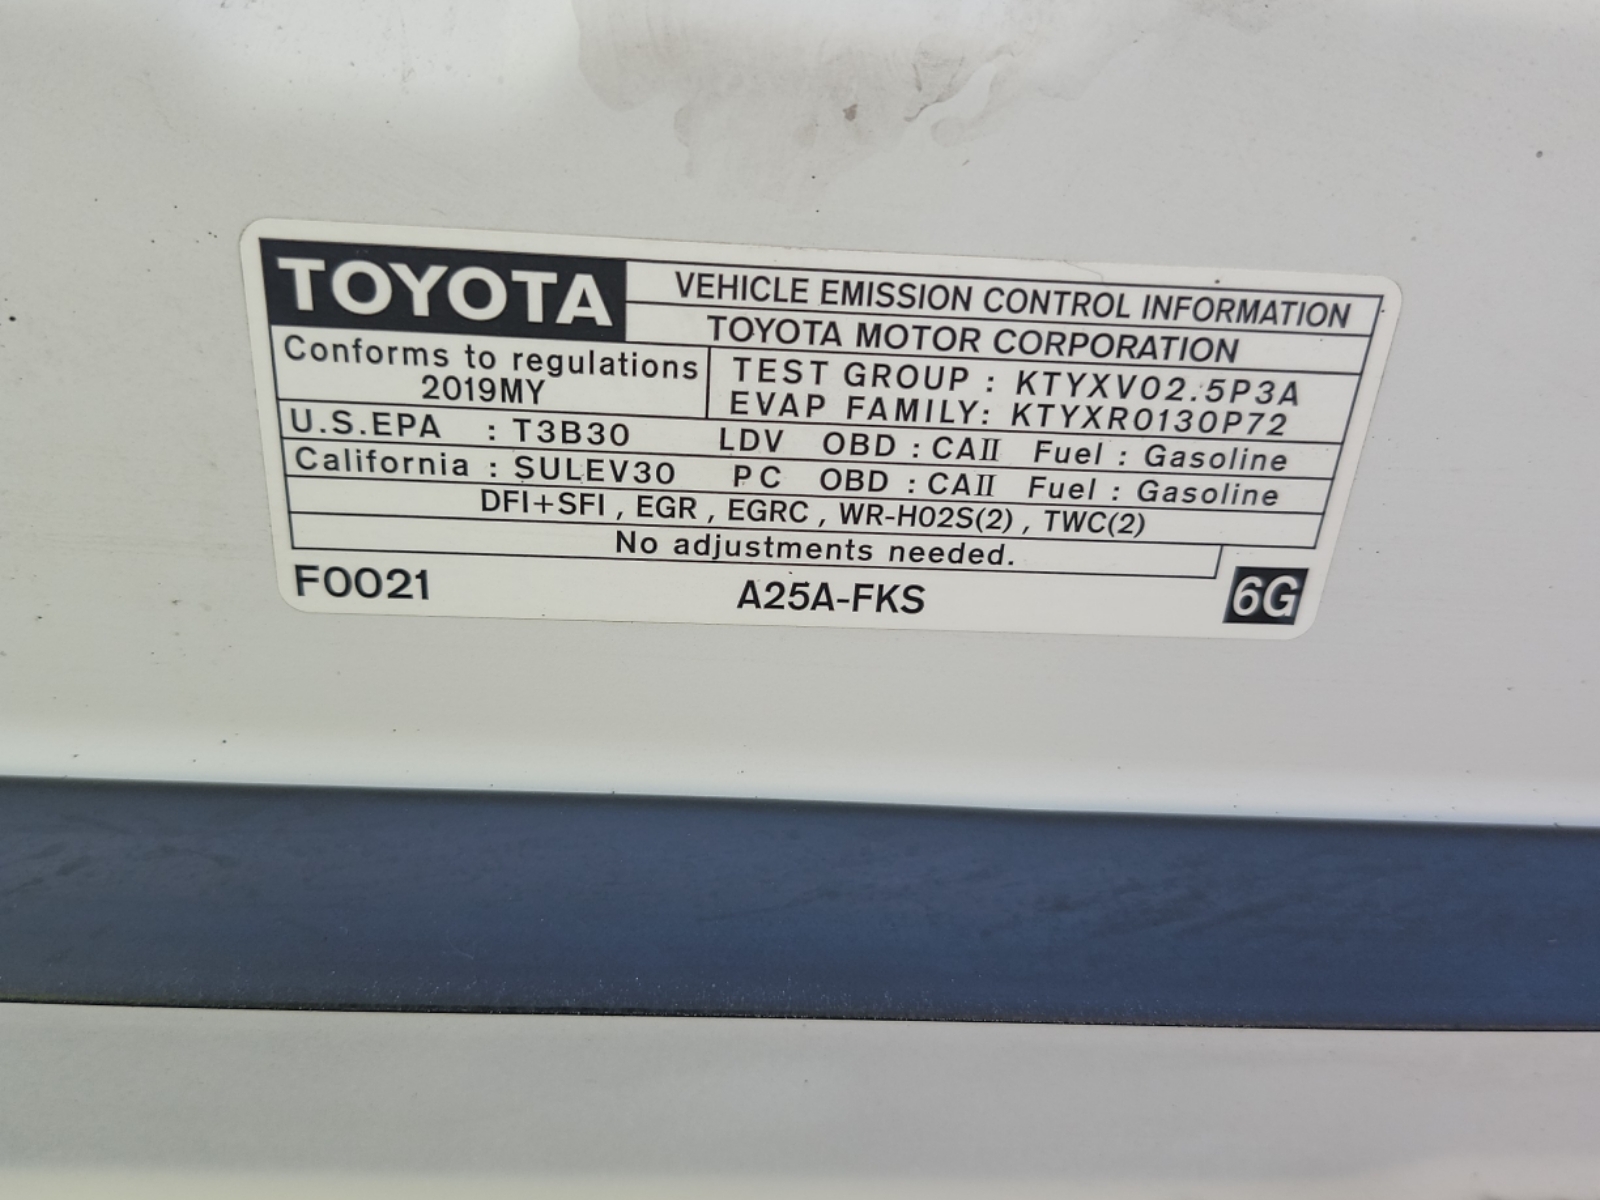 TOYOTA
VEHICLE EMISSION CONTROL INFORMATION
TOYOTA MOTOR CORPORATION
Conforms to regulations
2019MY
TEST GROUP : KTYXV02.5P3A
EVAP FAMILY: KTYXR0130P72
U.S.EPA : T3B30 LDV OBD : CAII Fuel : Gasoline
California : SULEV30 PC OBD : CAII Fuel : Gasoline
DFI+SFI , EGR , EGRC , WR-HO2S(2) , TWC(2)
No adjustments needed.
F0021 A25A-FKS 6G